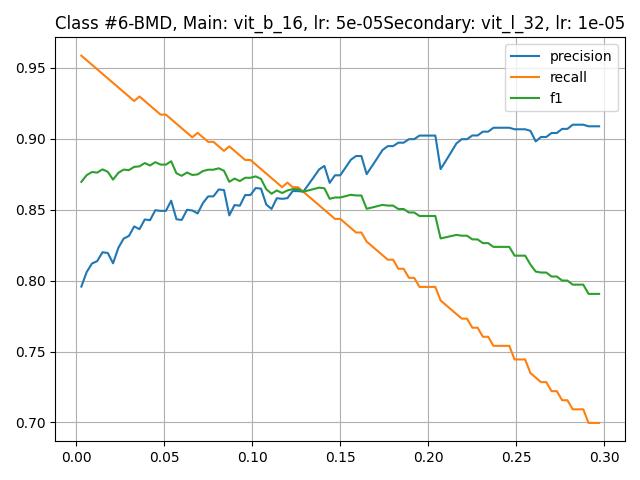 Class #6-BMD, Main: vit_b_16, lr: 5e-05Secondary: vit_l_32, lr: 1e-05
precision
recall
f1
0.95
0.90
0.85
0.80
0.75
0.70
0.00 0.05 0.10 0.15 0.20 0.25 0.30